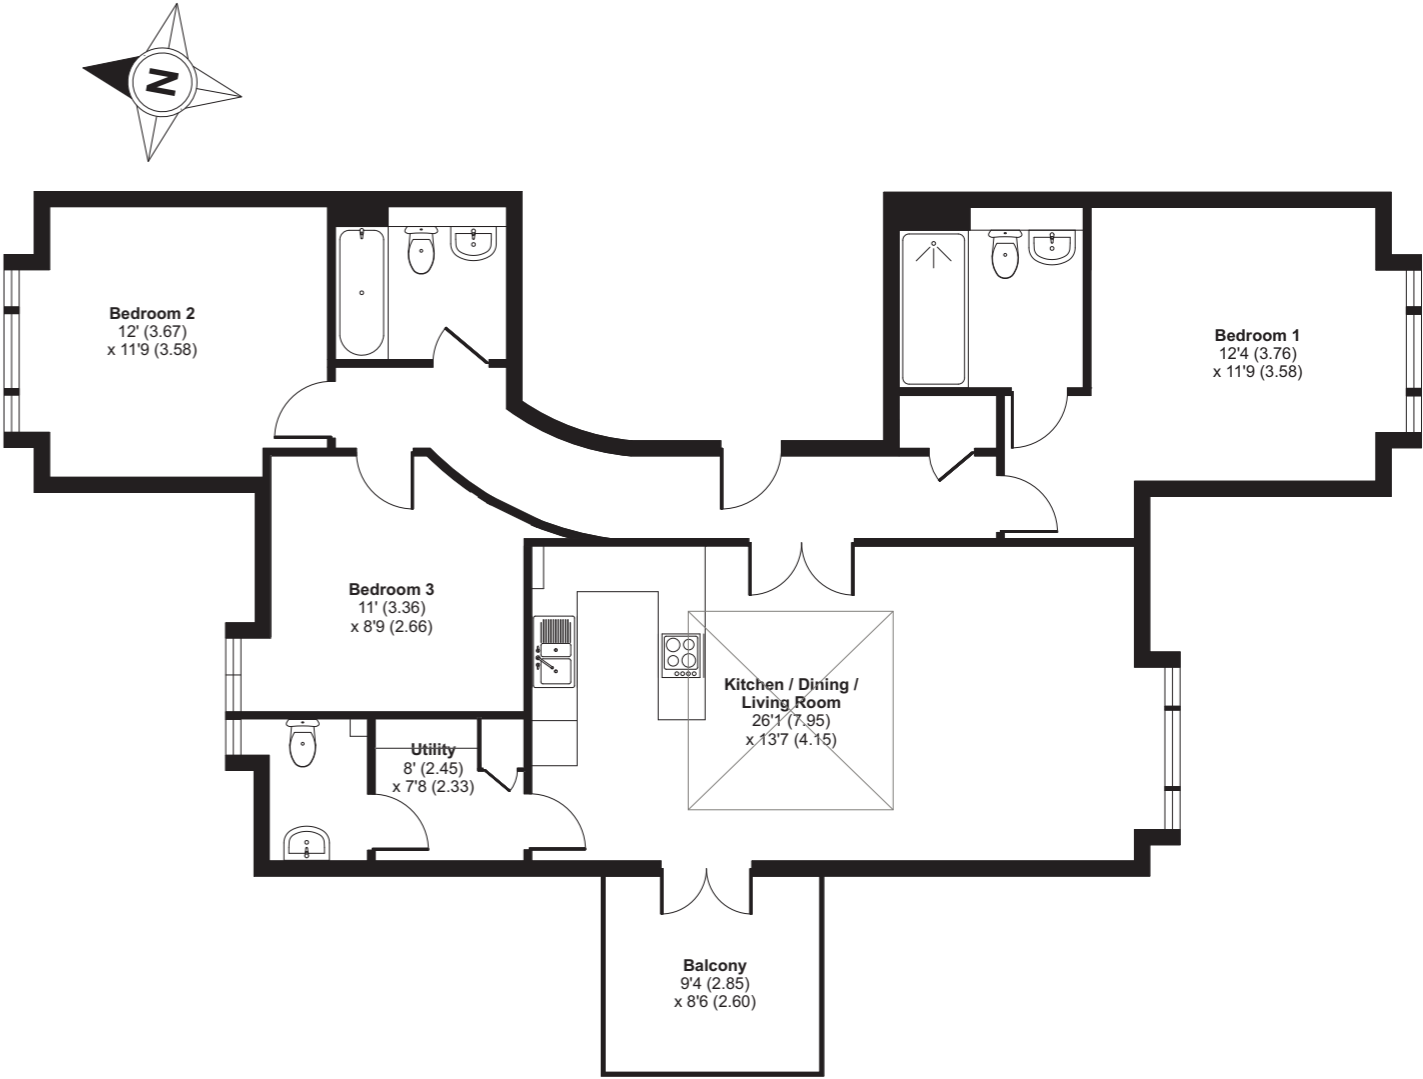 N
Bedroom 2
12' (3.67)
x 11'9 (3.58)
Bedroom 1
12'4 (3.76)
x 11'9 (3.58)
Bedroom 3
11' (3.36)
x 8'9 (2.66)
Kitchen / Dining /
Living Room
26'1 (7.95)
x 13'7 (4.15)
Utility
8' (2.45)
x 7'8 (2.33)
Balcony
9'4 (2.85)
x 8'6 (2.60)